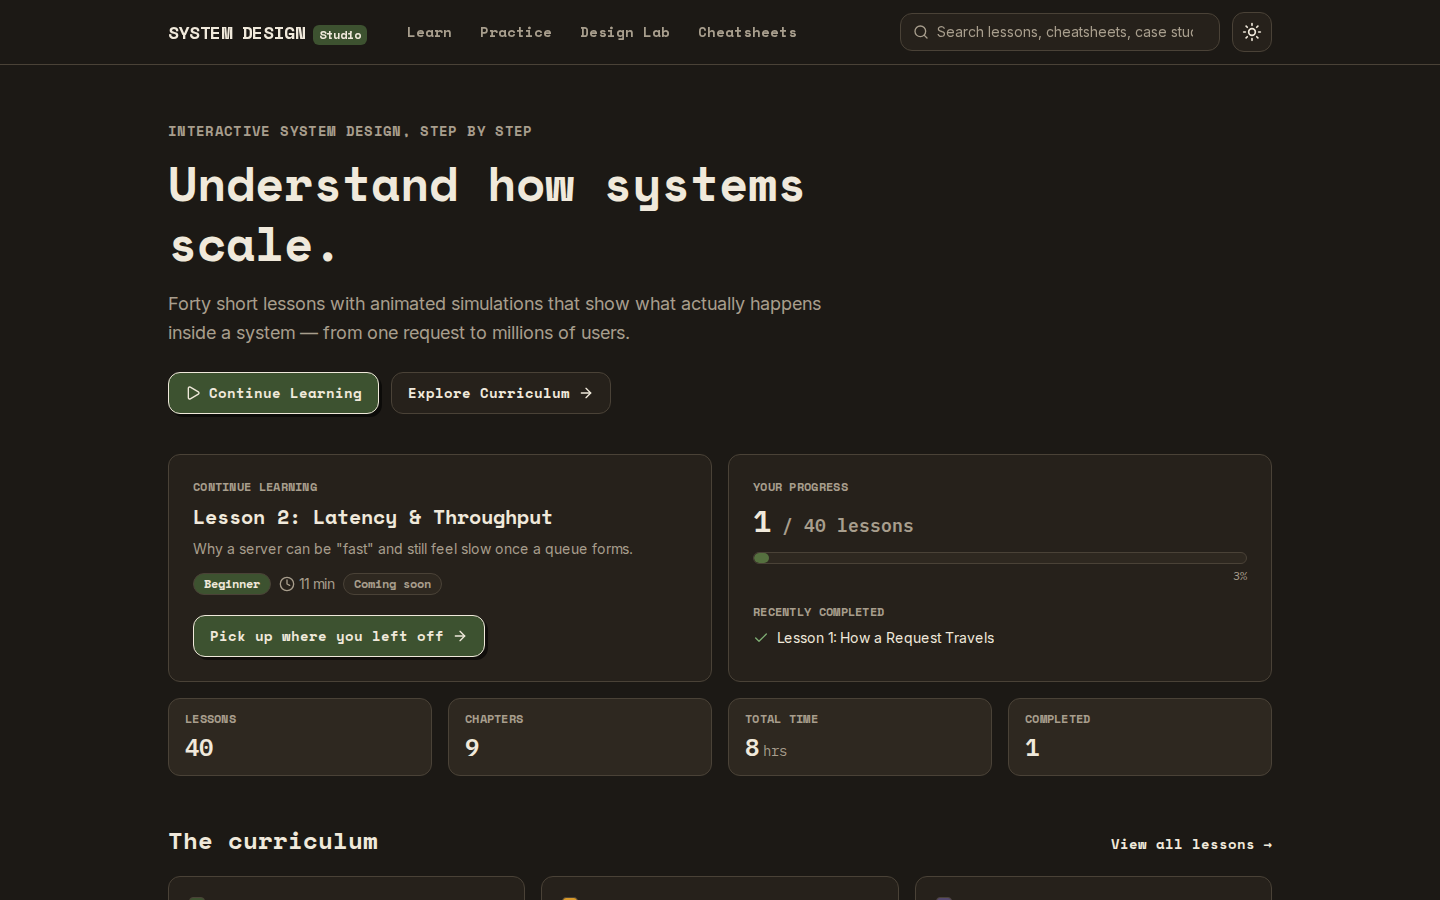 SYSTEM DESIGN Studio Learn Practice Design Lab Cheatsheets Search lessons, cheatsheets, case
INTERACTIVE SYSTEM DESIGN, STEP BY STEP
Understand how systems
scale.
Forty short lessons with animated simulations that show what actually happens
inside a system — from one request to millions of users.
Continue Learning Explore Curriculum →
CONTINUE LEARNING
Lesson 2: Latency & Throughput
Why a server can be "fast" and still feel slow once a queue forms.
Beginner 11 min Coming soon
Pick up where you left off →
YOUR PROGRESS
1 / 40 lessons
3%
RECENTLY COMPLETED
Lesson 1: How a Request Travels
LESSONS
40
CHAPTERS
9
TOTAL TIME
8 hrs
COMPLETED
1
The curriculum
View all lessons →